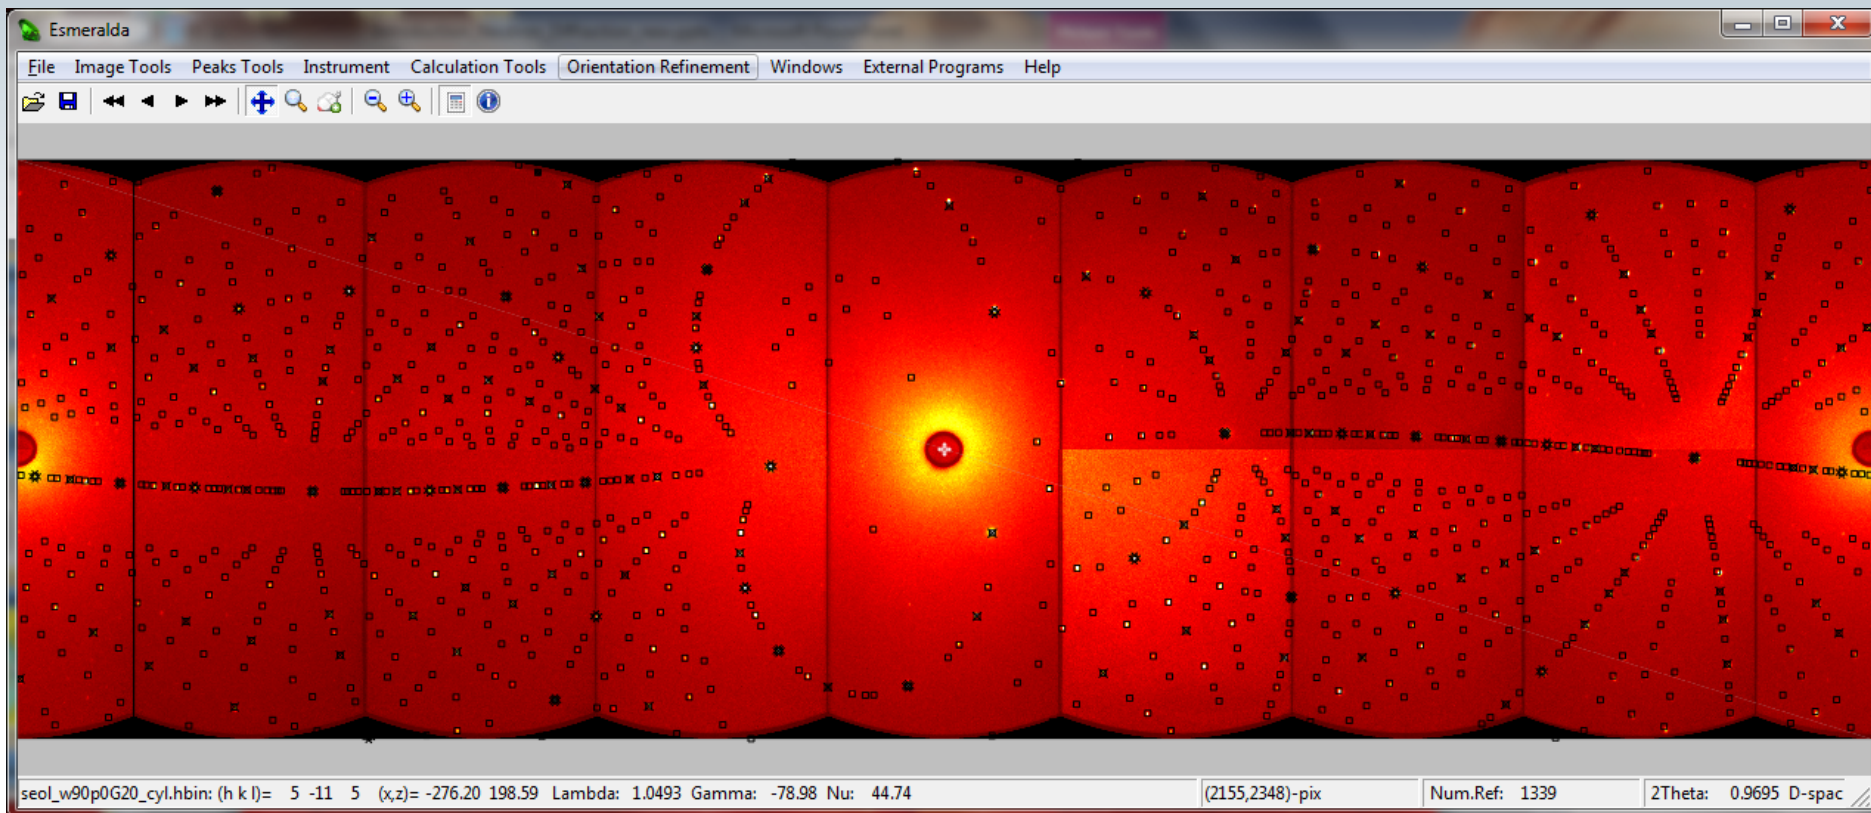 Esmeralda
File Image Tools Peaks Tools Instrument Calculation Tools Orientation Refinement Windows External Programs Help
seol_w90p0G20_cyl.hbin: (h k l)= 5 -11 5 (x,z)= -276.20 198.59 Lambda: 1.0493 Gamma: -78.98 Nu: 44.74 (2155,2348)-pix Num.Ref: 1339 2Theta: 0.9695 D-spac